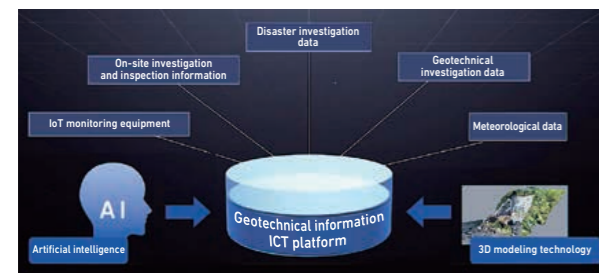 Disaster investigation
data
On-site investigation
and inspection information
Geotechnical
investigation data
IoT monitoring equipment
Meteorological data
AI
Geotechnical information
ICT platform
Artificial intelligence
3D modeling technology